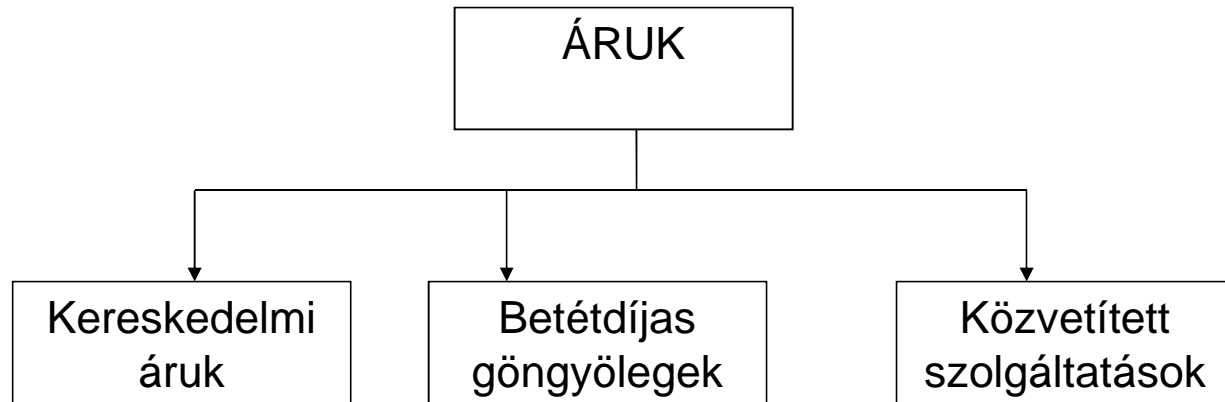 ÁRUK
Kereskedelmi
áruk
Betétdíjas
göngyölegek
Közvetített
szolgáltatások